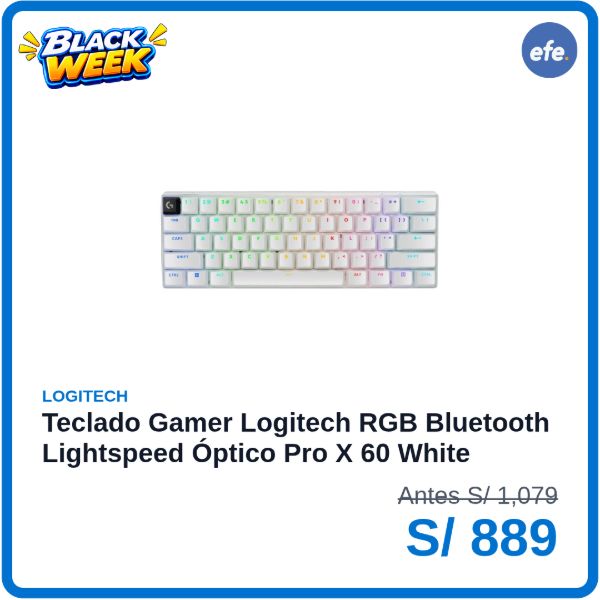 BLACK
WEEK
efe.
LOGITECH
Teclado Gamer Logitech RGB Bluetooth
Lightspeed Óptico Pro X 60 White
Antes S/ 1,079
S/ 889